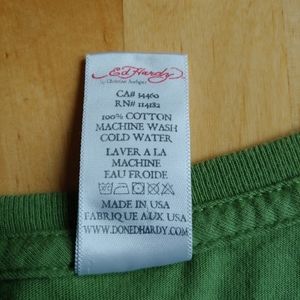 Ed Hardy
by Christian Audigier
CA# 14460
RN# 114182
100% COTTON
MACHINE WASH
COLD WATER
LAVER A LA
MACHINE
EAU FROIDE
MADE IN USA
FABRIQUE AUX USA
WWW.DONEDHARDY.COM